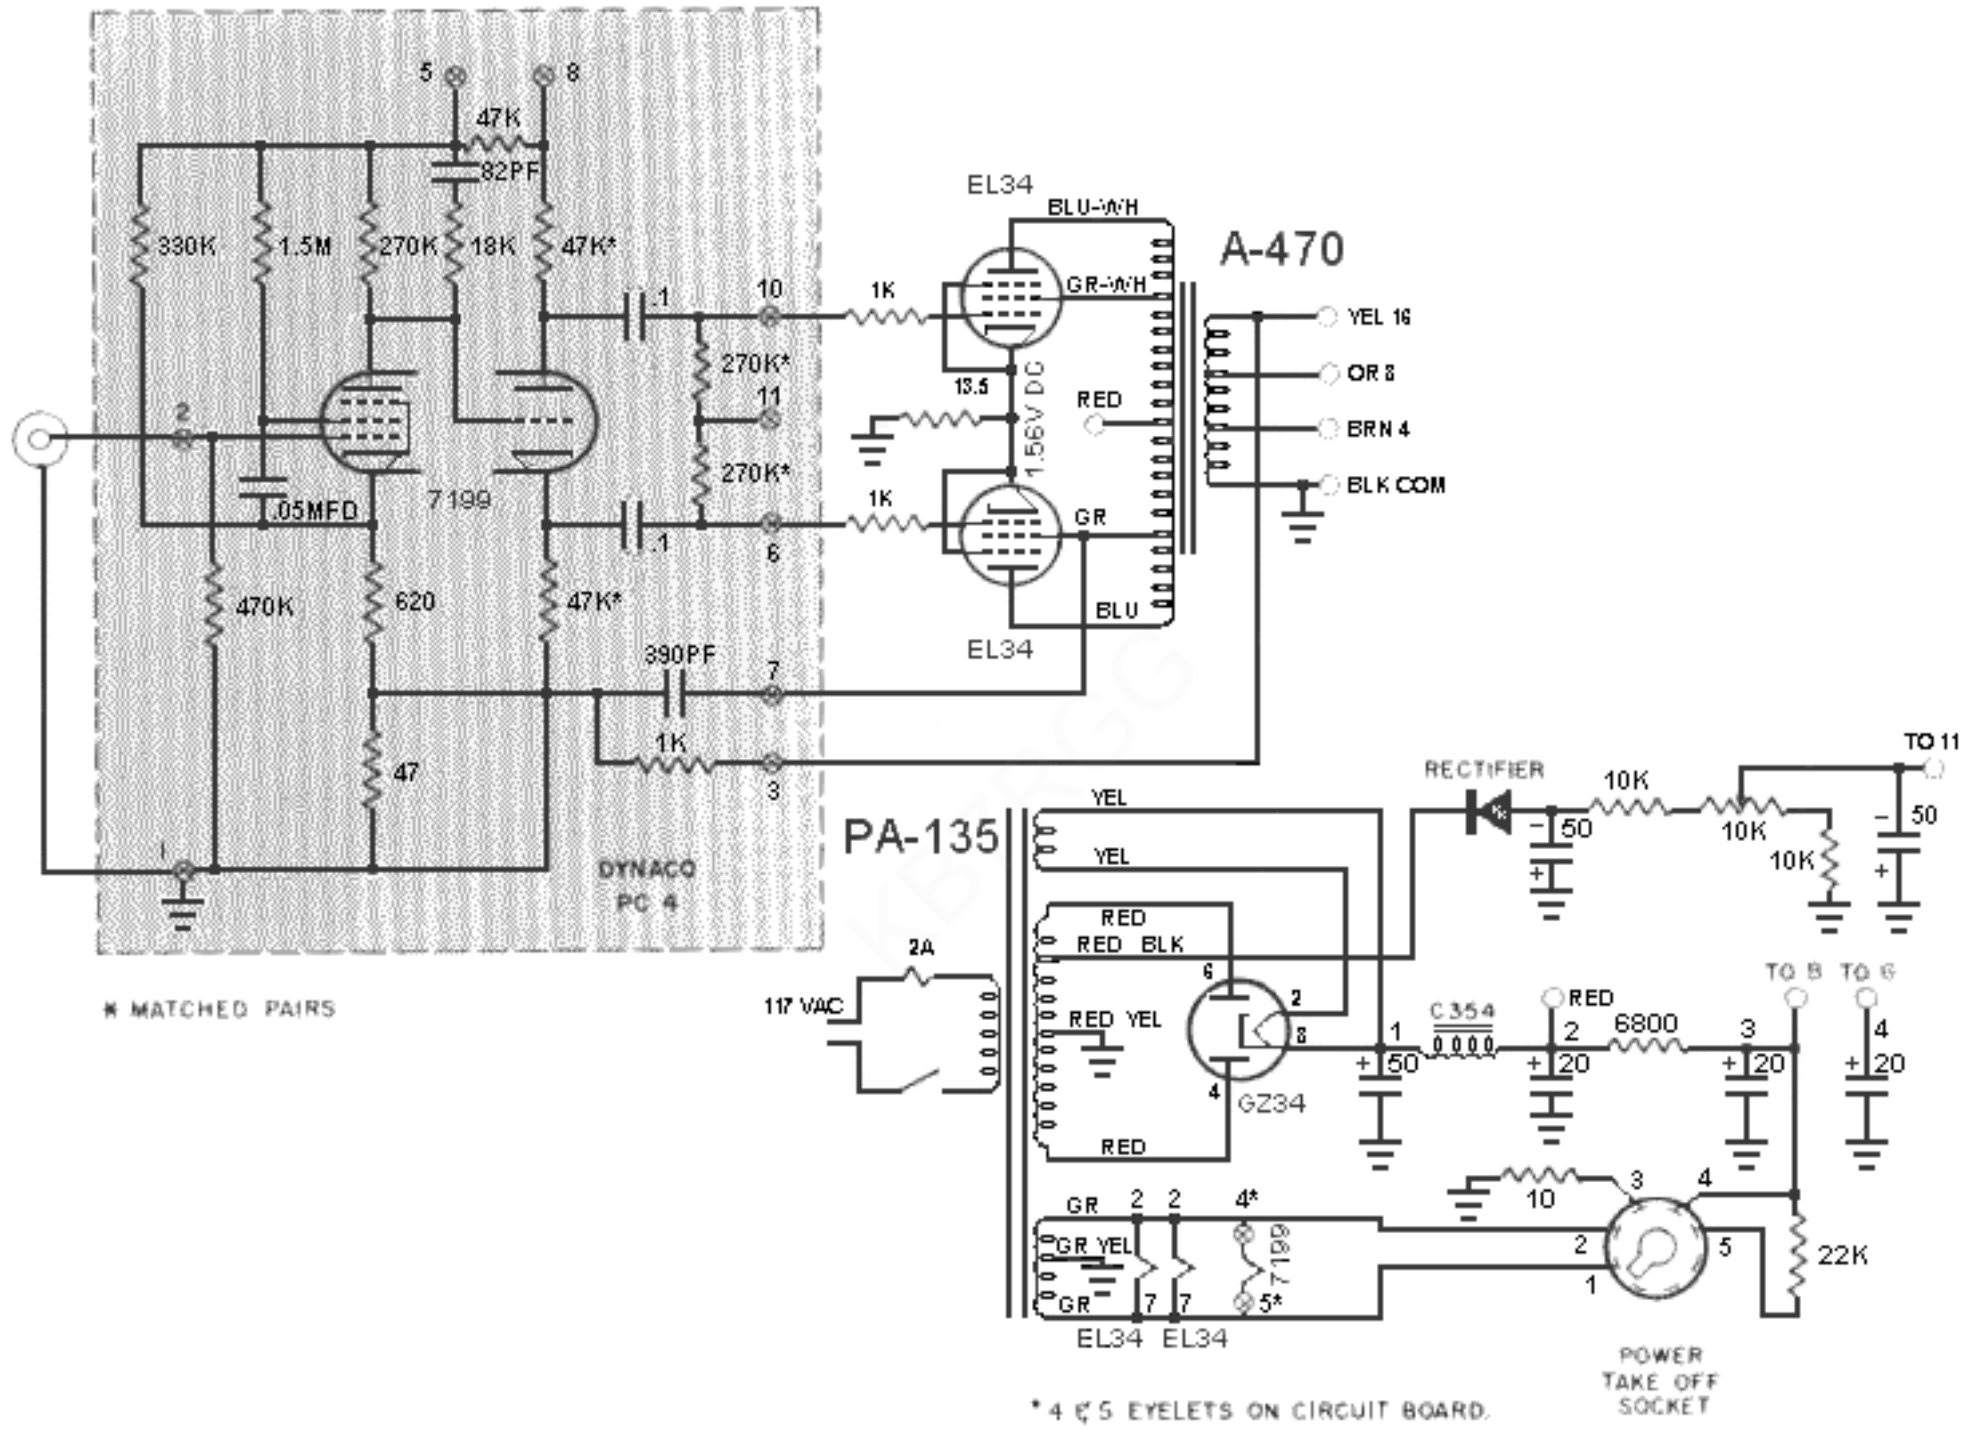 5
8
47K
82PF
330K
1.5M
270K
18K
47K*
.1
10
1K
EL34
BLU-WH
GR-WH
A-470
YEL 16
OR 8
BRN 4
BLK COM
270K*
11
13.5
1.56V DC
RED
2
7199
.05MFD
270K*
.1
6
1K
GR
BLU
EL34
470K
620
47K*
390PF
7
1K
3
47
1
DYNACO
PC 4
* MATCHED PAIRS
KBZRGG
PA-135
YEL
YEL
RED
RED BLK
RED YEL
RED
2A
117 VAC
6
2
8
4
GZ34
RECTIFIER
10K
TO 11
- 50
+
10K
10K
- 50
+
TO 8
TO 6
RED
C354
1
2
6800
3
4
+ 50
+ 20
+ 20
+ 20
10
3
4
2
5
1
22K
GR
2
2
4*
GR YEL
7199
GR
7
7
5*
EL34
EL34
POWER
TAKE OFF
SOCKET
* 4 & 5 EYELETS ON CIRCUIT BOARD.